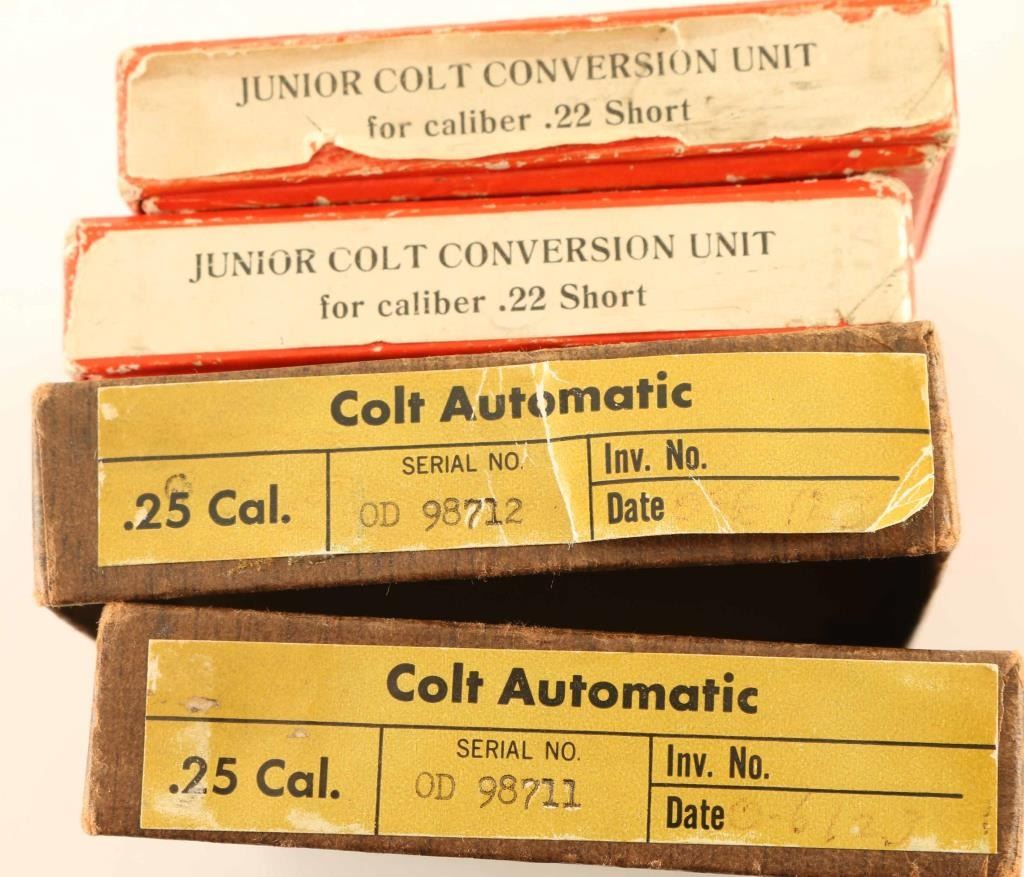 JUNIOR COLT CONVERSION UNIT
for caliber .22 Short
JUNIOR COLT CONVERSION UNIT
for caliber .22 Short
Colt Automatic
.25 Cal.
SERIAL NO.
OD 98712
Inv. No.
Date
Colt Automatic
.25 Cal.
SERIAL NO.
OD 98711
Inv. No.
Date